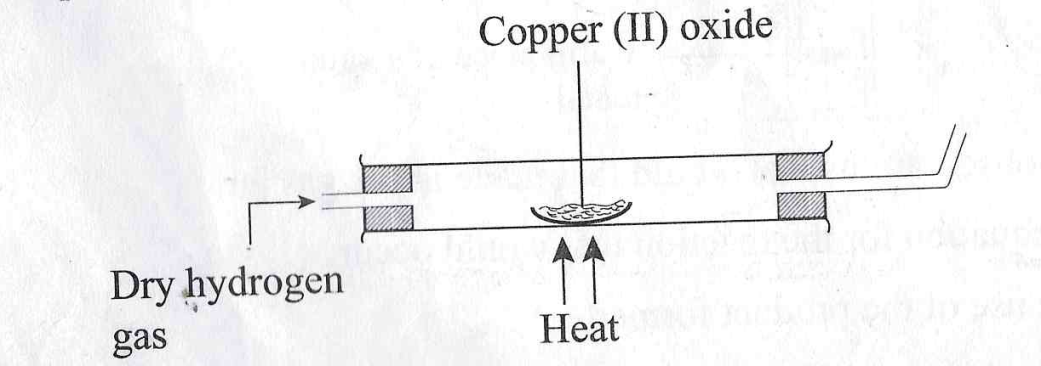 Copper (II) oxide
Dry hydrogen
gas
Heat